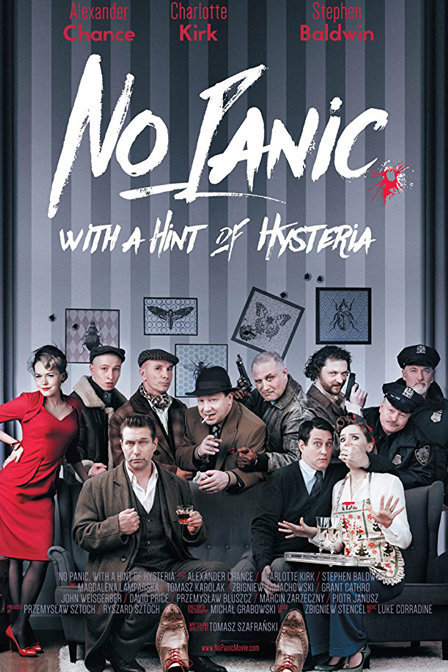 Alexander Charlotte Stephen
Chance Kirk Baldwin
No Panic,
with a Hint of Hysteria
"NO PANIC, WITH A HINT OF HYSTERIA" ALEXANDER CHANCE / CHARLOTTE KIRK / STEPHEN BALDWIN
MAGDALENA LAMPARSKA / TOMASZ KAROLAK / ZBIGNIEW ZAMACHOWSKI / GRANT CATHRO
JOHN WEISGERBER / DAVID PRICE / PRZEMYSŁAW BLUSZCZ / MARCIN ZARZECZNY / PIOTR JANUSZ
PRZEMYSŁAW SZTOCH / RYSZARD SZTOCH MICHAŁ GRABOWSKI ZBIGNIEW STENCEL LUKE CORRADINE
TOMASZ SZAFRAŃSKI
www.NoPanicMovie.com